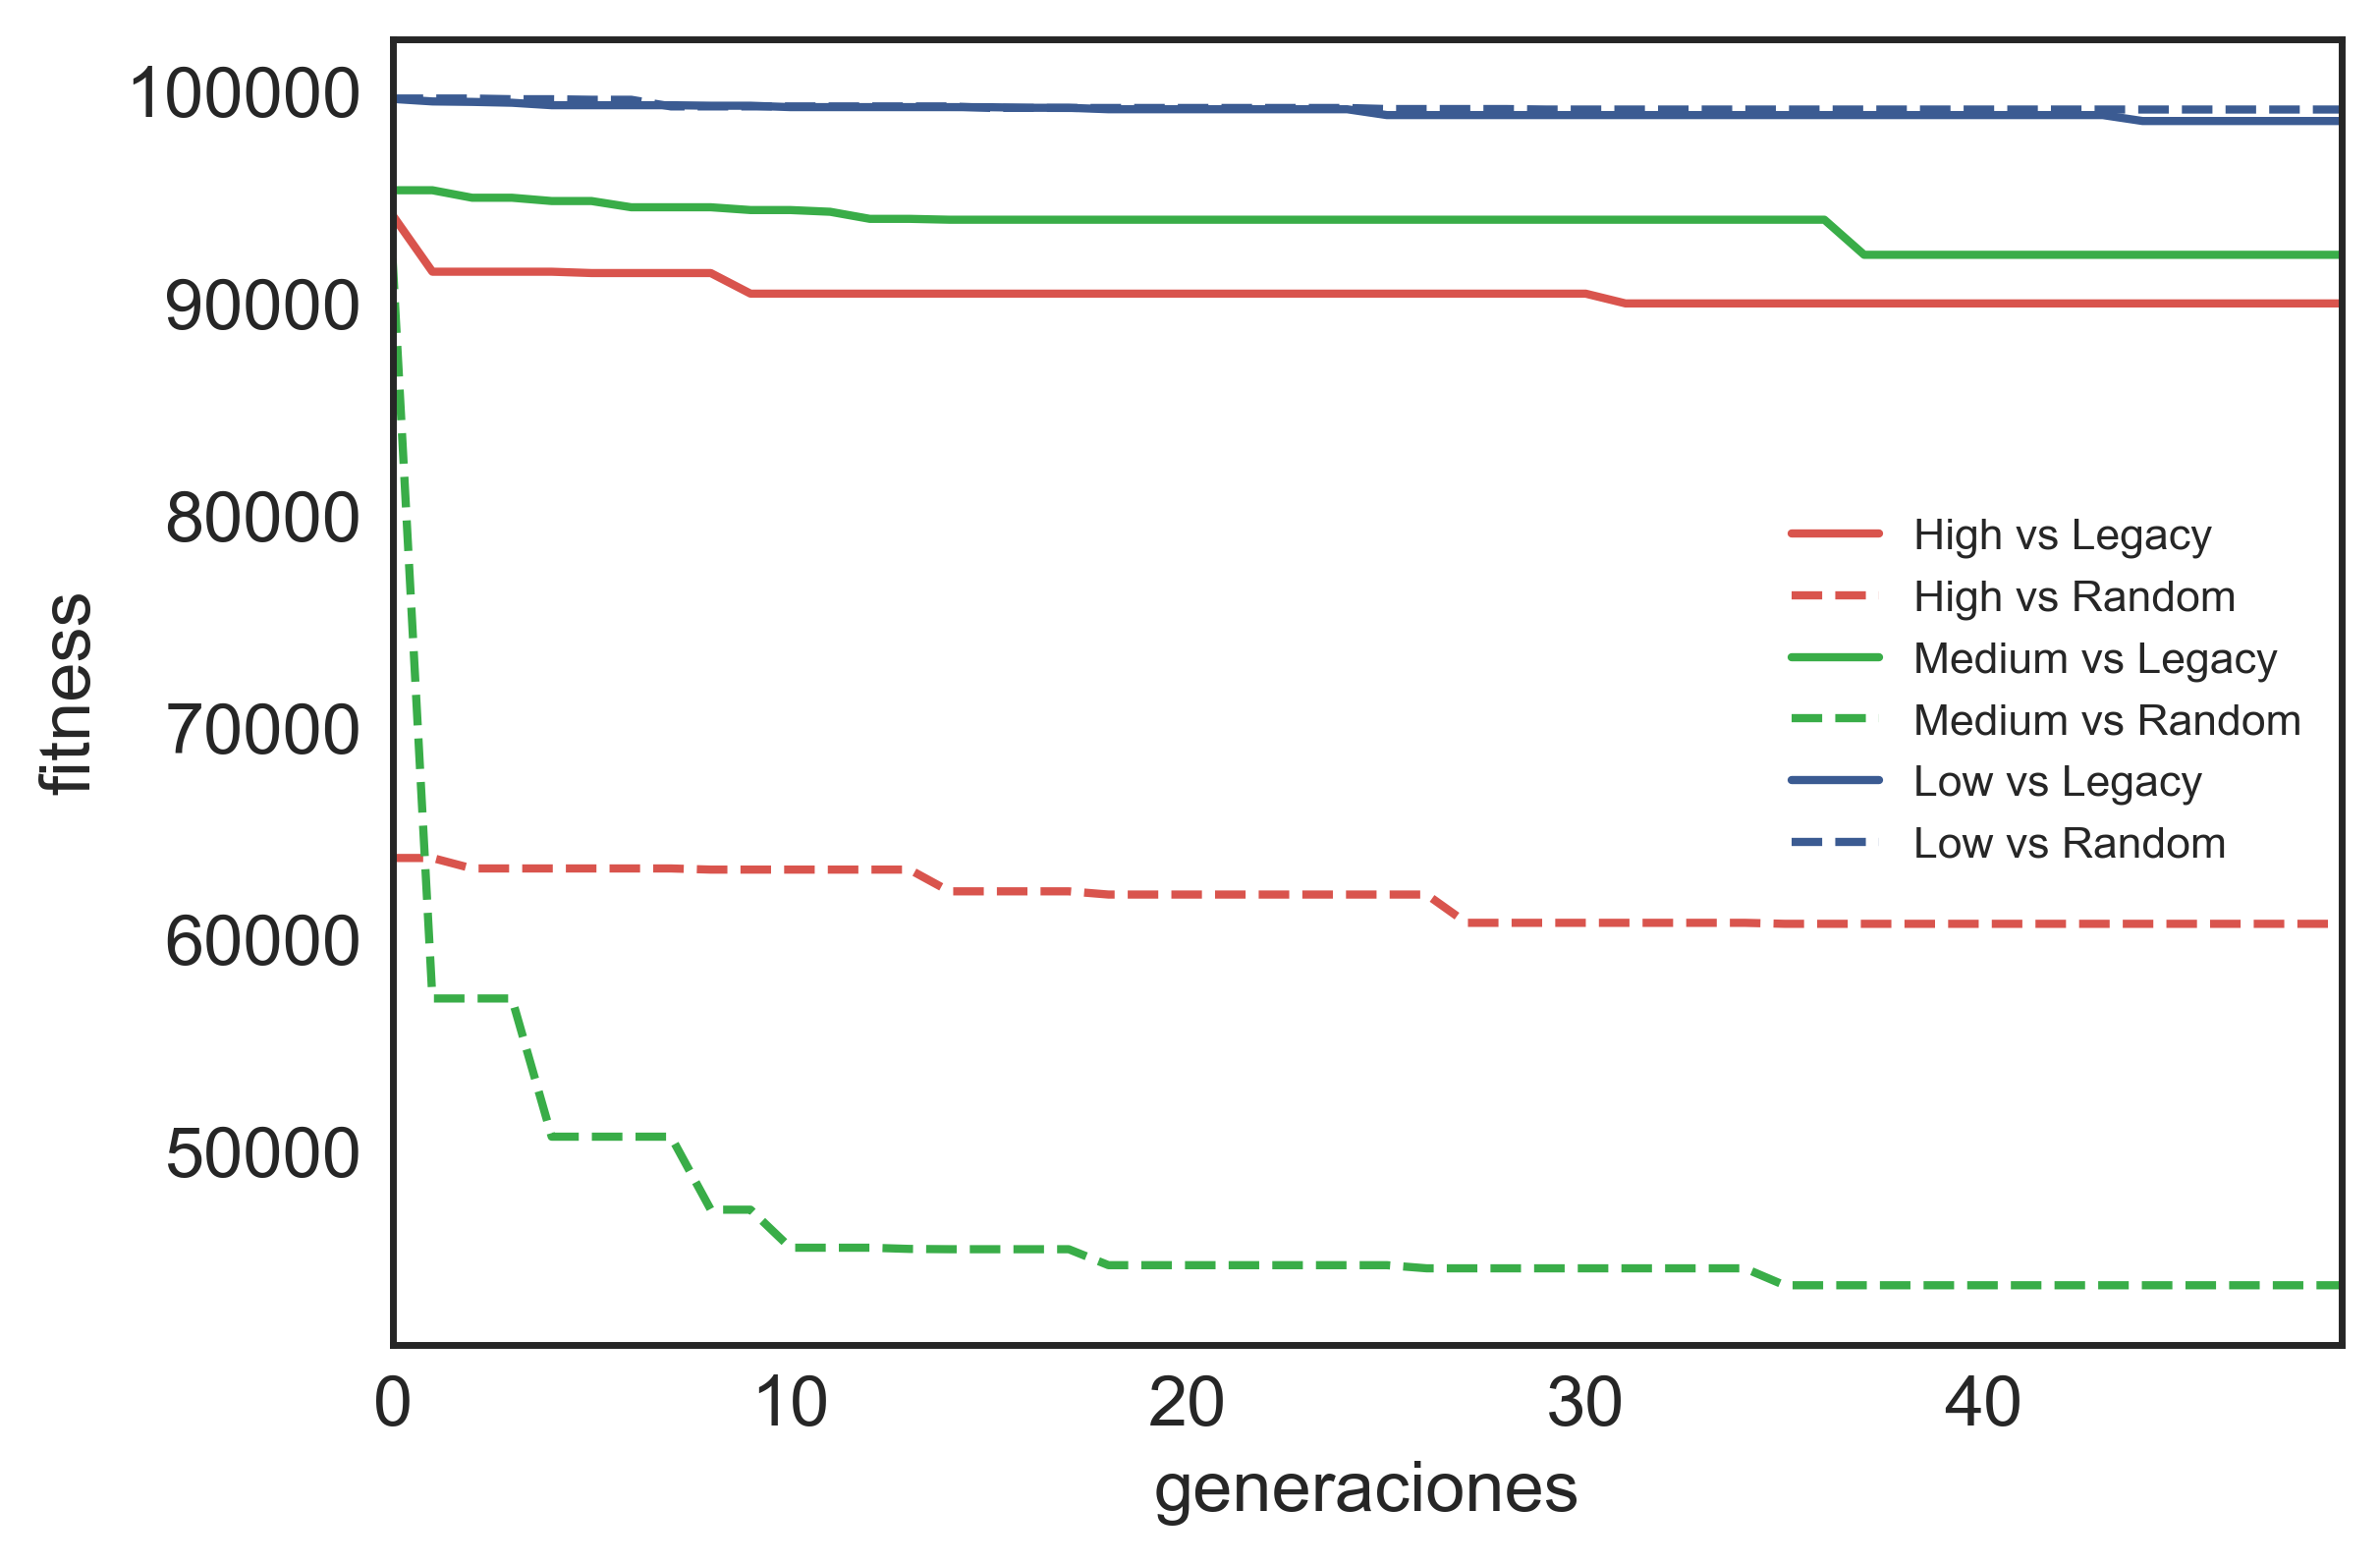 100000
90000
80000
70000
60000
50000
fitness
High vs Legacy
High vs Random
Medium vs Legacy
Medium vs Random
Low vs Legacy
Low vs Random
0 10 20 30 40
generaciones